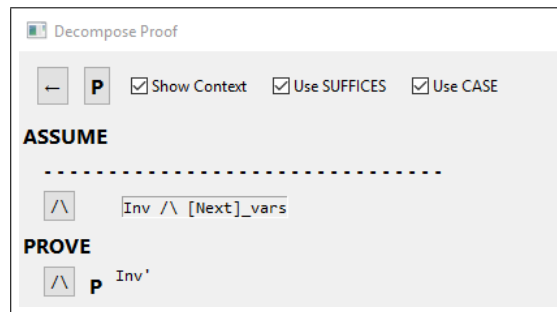 Decompose Proof
← P Show Context Use SUFFICES Use CASE
ASSUME
- - - - - - - - - - - - - - - - - - - - - - - - - - - - - - -
/\ Inv /\ [Next]_vars
PROVE
/\ P Inv'